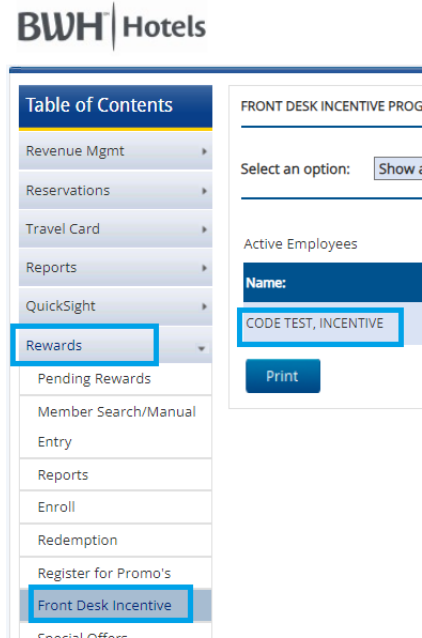 BWH Hotels
Table of Contents
Revenue Mgmt
Reservations
Travel Card
Reports
QuickSight
Rewards
Pending Rewards
Member Search/Manual
Entry
Reports
Enroll
Redemption
Register for Promo's
Front Desk Incentive
Special Offers
FRONT DESK INCENTIVE PROG
Select an option: Show a
Active Employees
Name:
CODE TEST, INCENTIVE
Print